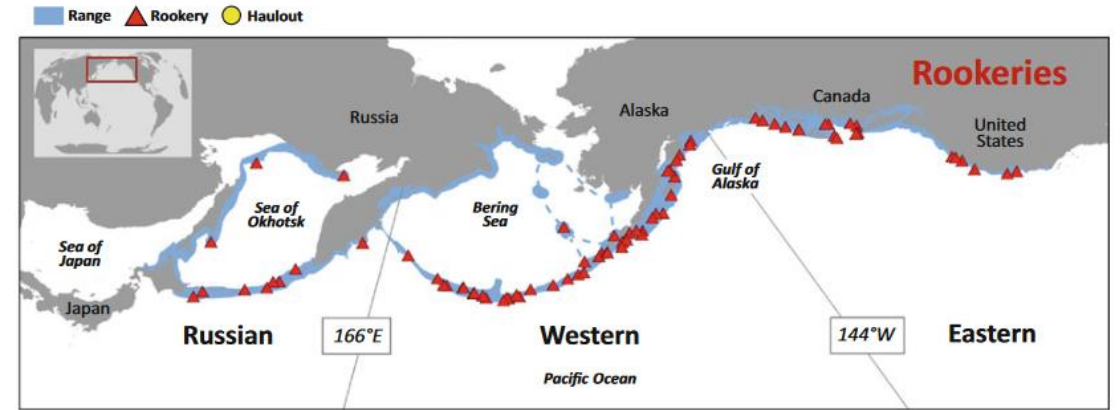 Range Rookery Haulout
Rookeries
Canada
Alaska
Russia
United
States
Gulf of
Alaska
Sea of
Okhotsk
Bering
Sea
Sea of
Japan
Japan
Russian
166°E
Western
144°W
Eastern
Pacific Ocean